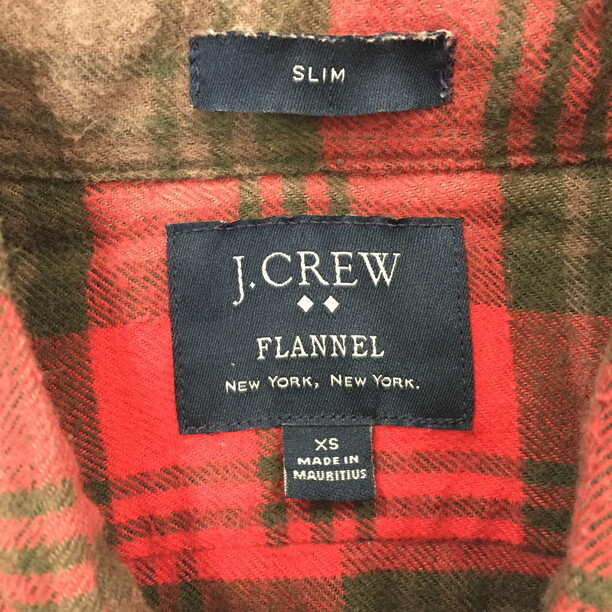 SLIM
J.CREW
FLANNEL
NEW YORK, NEW YORK.
XS
MADE IN
MAURITIUS